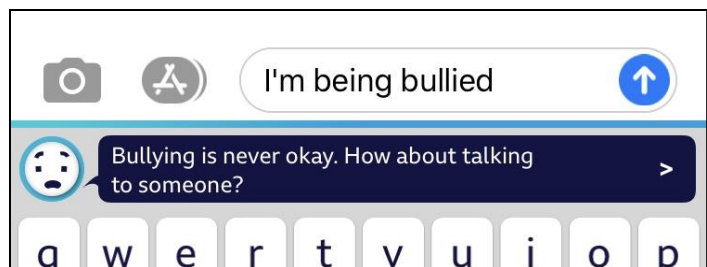 I'm being bullied
Bullying is never okay. How about talking
to someone? >
q w e r t y u i o p